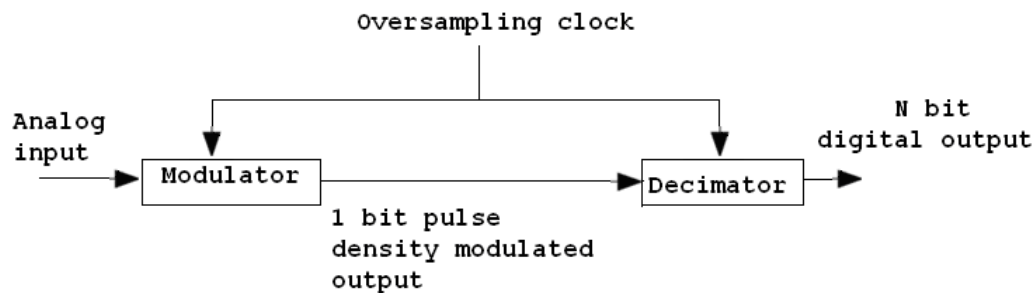 Oversampling clock
Analog
input
Modulator
1 bit pulse
density modulated
output
Decimator
N bit
digital output